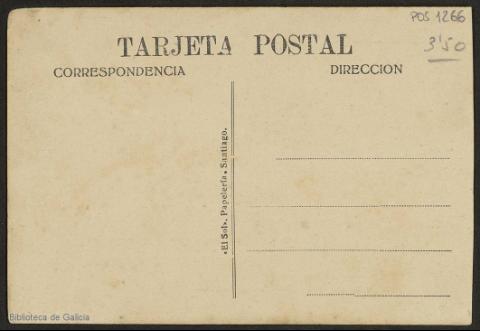 POS 1266
TARJETA POSTAL
3'50
CORRESPONDENCIA
DIRECCION
«El Sol». Papelería. Santiago.
Biblioteca de Galicia